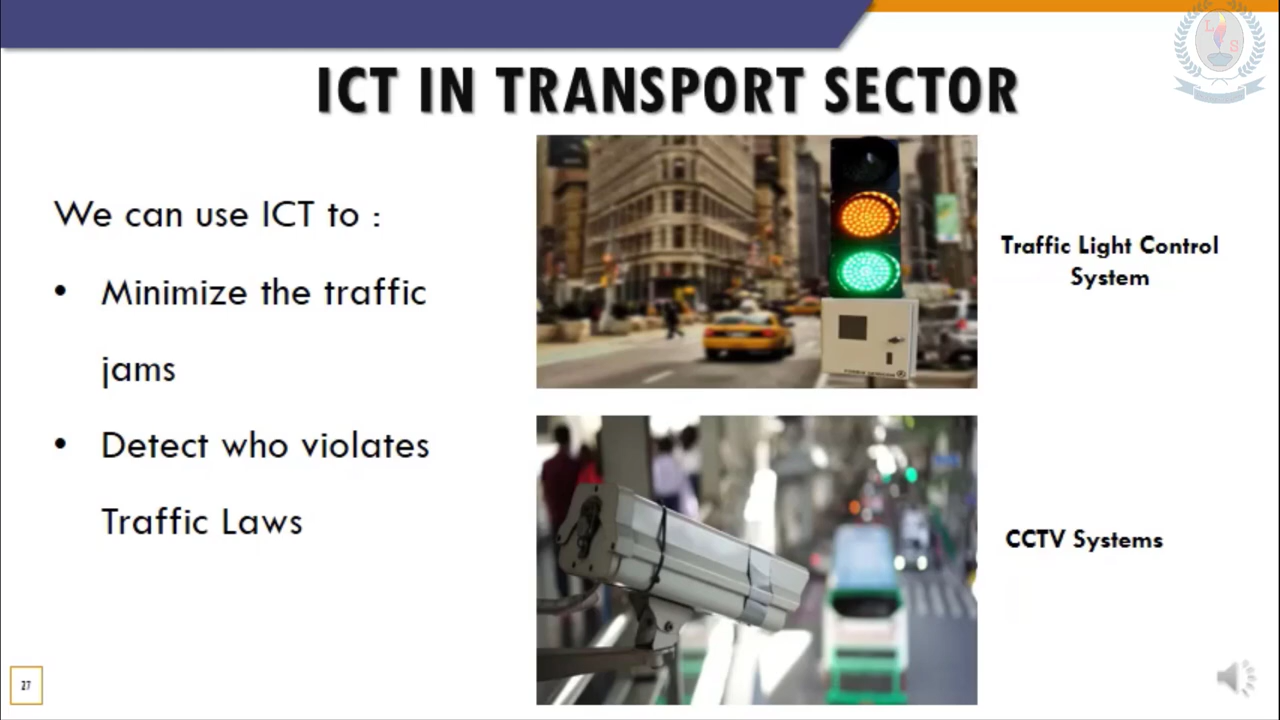 ICT IN TRANSPORT SECTOR
We can use ICT to :
• Minimize the traffic
jams
• Detect who violates
Traffic Laws
Traffic Light Control
System
CCTV Systems
27
L
S